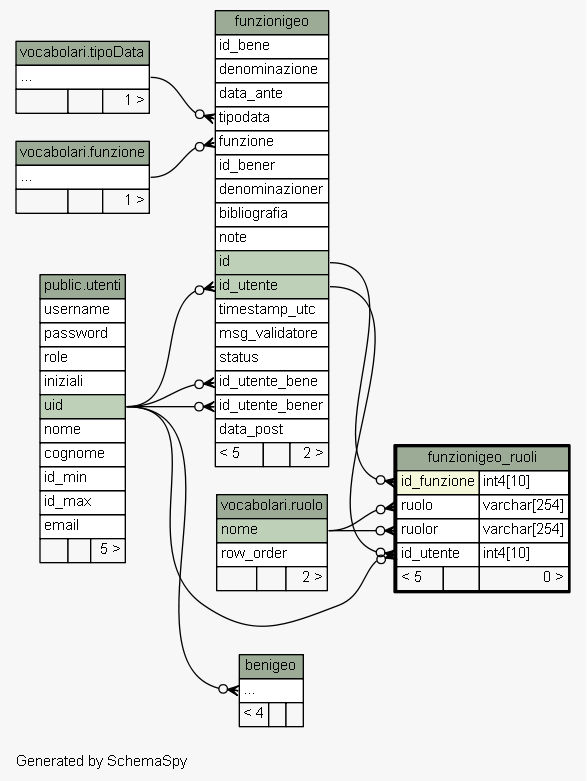 vocabolari.tipoData
...
1 >
vocabolari.funzione
...
1 >
funzionigeo
id_bene
denominazione
data_ante
tipodata
funzione
id_bener
denominazioner
bibliografia
note
id
id_utente
timestamp_utc
msg_validatore
status
id_utente_bene
id_utente_bener
data_post
< 5 2 >
public.utenti
username
password
role
iniziali
uid
nome
cognome
id_min
id_max
email
5 >
vocabolari.ruolo
nome
row_order
2 >
funzionigeo_ruoli
id_funzione int4[10]
ruolo varchar[254]
ruolor varchar[254]
id_utente int4[10]
< 5 0 >
benigeo
...
< 4
Generated by SchemaSpy